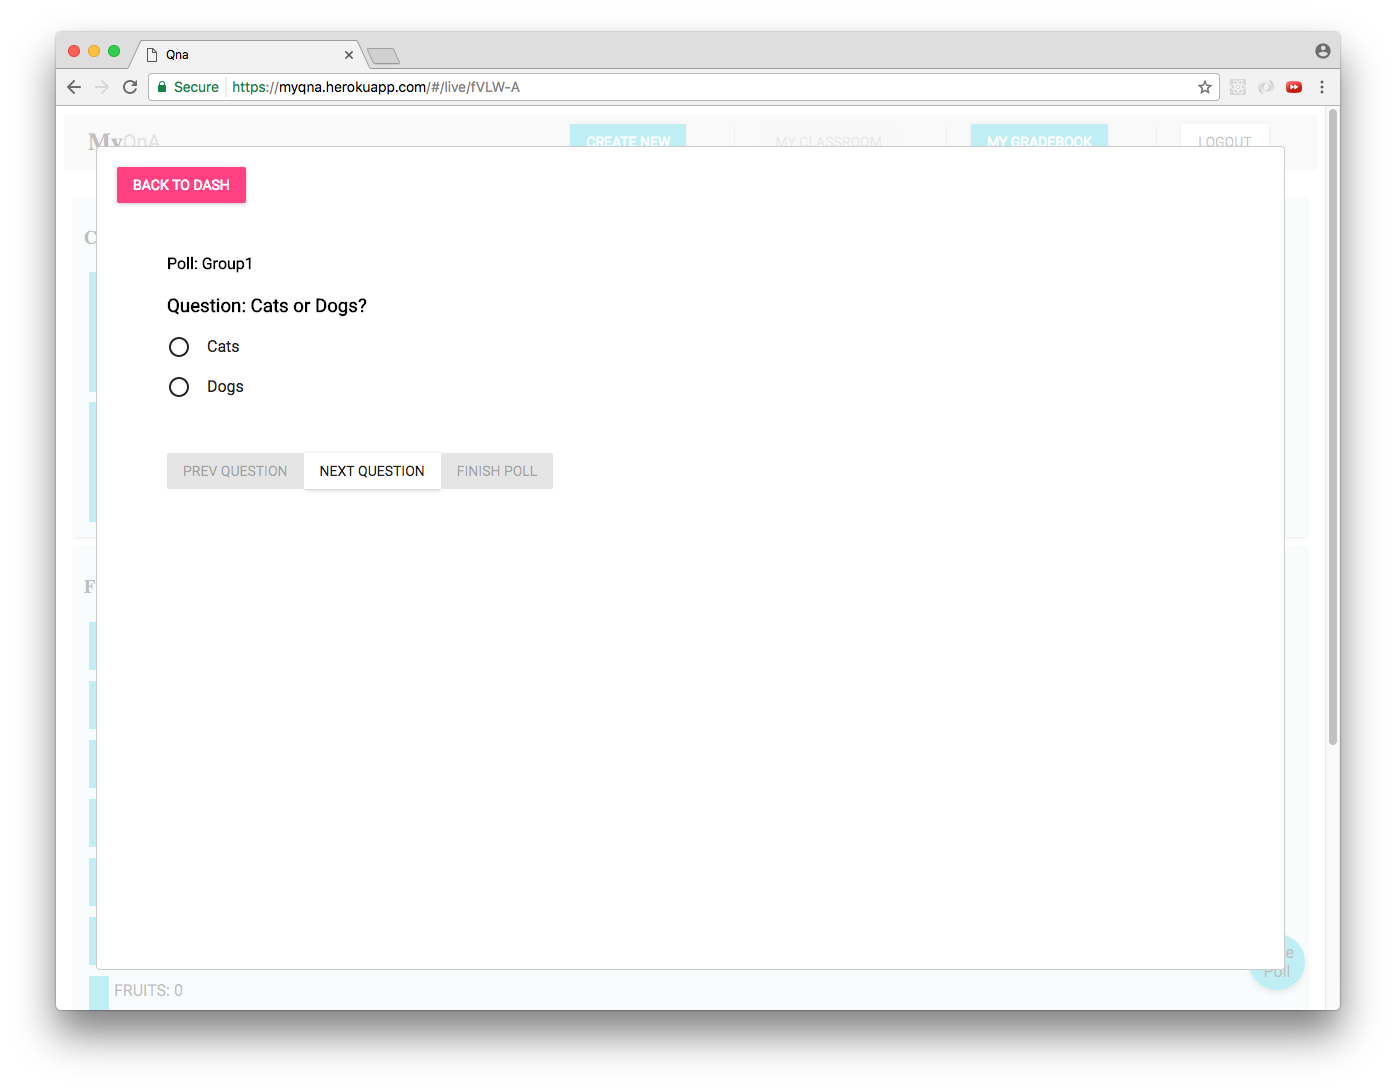 Qna
Secure https://myqna.herokuapp.com/#/live/fVLW-A
MyQnA CREATE NEW MY CLASSROOM MY GRADEBOOK LOGOUT
BACK TO DASH
C
Poll: Group1
Question: Cats or Dogs?
Cats
Dogs
PREV QUESTION NEXT QUESTION FINISH POLL
F
e
Poll
FRUITS: 0